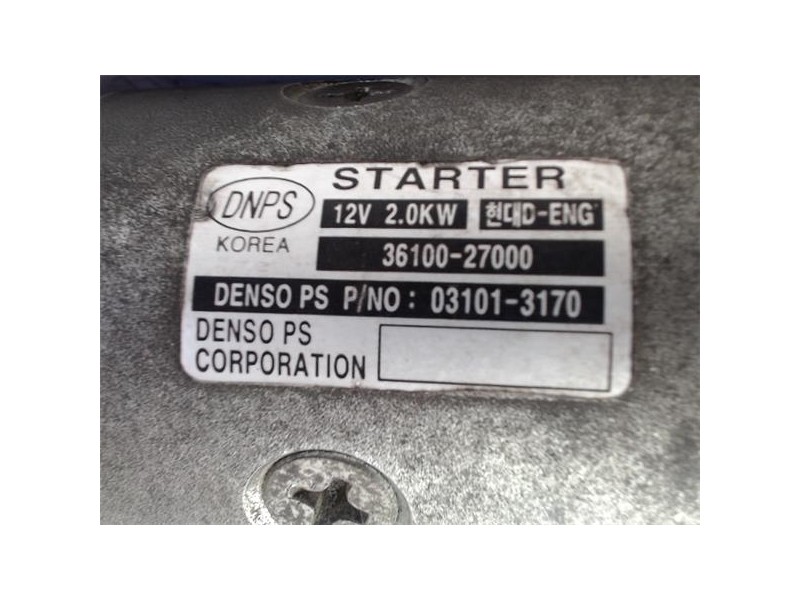 DNPS
KOREA
STARTER
12V 2.0KW 현대D-ENG
36100-27000
DENSO PS P/NO: 03101-3170
DENSO PS
CORPORATION